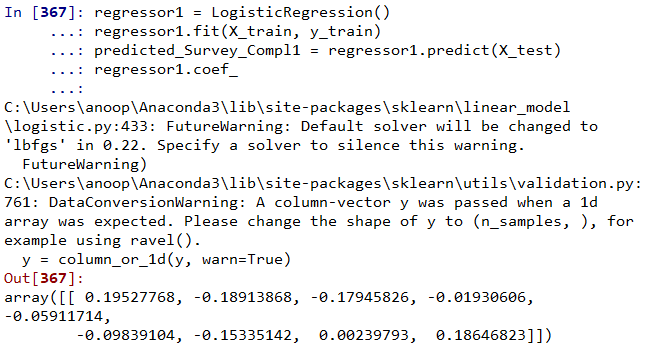 In [367]: regressor1 = LogisticRegression()
     ...: regressor1.fit(X_train, y_train)
     ...: predicted_Survey_Compl1 = regressor1.predict(X_test)
     ...: regressor1.coef_
     ...:
C:\Users\anoop\Anaconda3\lib\site-packages\sklearn\linear_model
\logistic.py:433: FutureWarning: Default solver will be changed to
'lbfgs' in 0.22. Specify a solver to silence this warning.
  FutureWarning)
C:\Users\anoop\Anaconda3\lib\site-packages\sklearn\utils\validation.py:
761: DataConversionWarning: A column-vector y was passed when a 1d
array was expected. Please change the shape of y to (n_samples, ), for
example using ravel().
  y = column_or_1d(y, warn=True)
Out[367]:
array([[ 0.19527768, -0.18913868, -0.17945826, -0.01930606,
-0.05911714,
        -0.09839104, -0.15335142,  0.00239793,  0.18646823]])